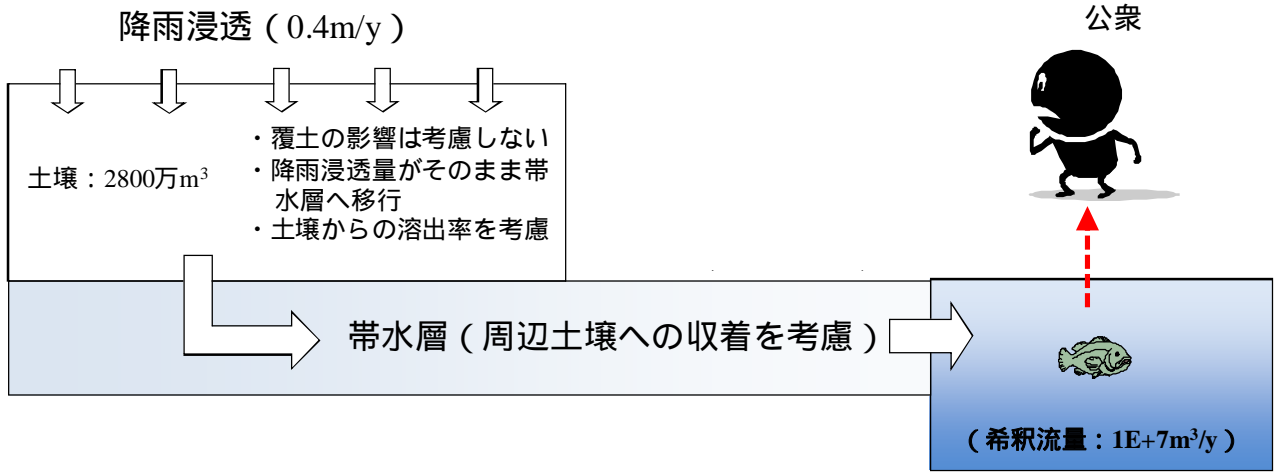 降雨浸透（0.4m/y）
公衆
土壌：2800万m³
・覆土の影響は考慮しない
・降雨浸透量がそのまま帯
水層へ移行
・土壌からの溶出率を考慮
帯水層（周辺土壌への収着を考慮）
（希釈流量：1E+7m³/y）